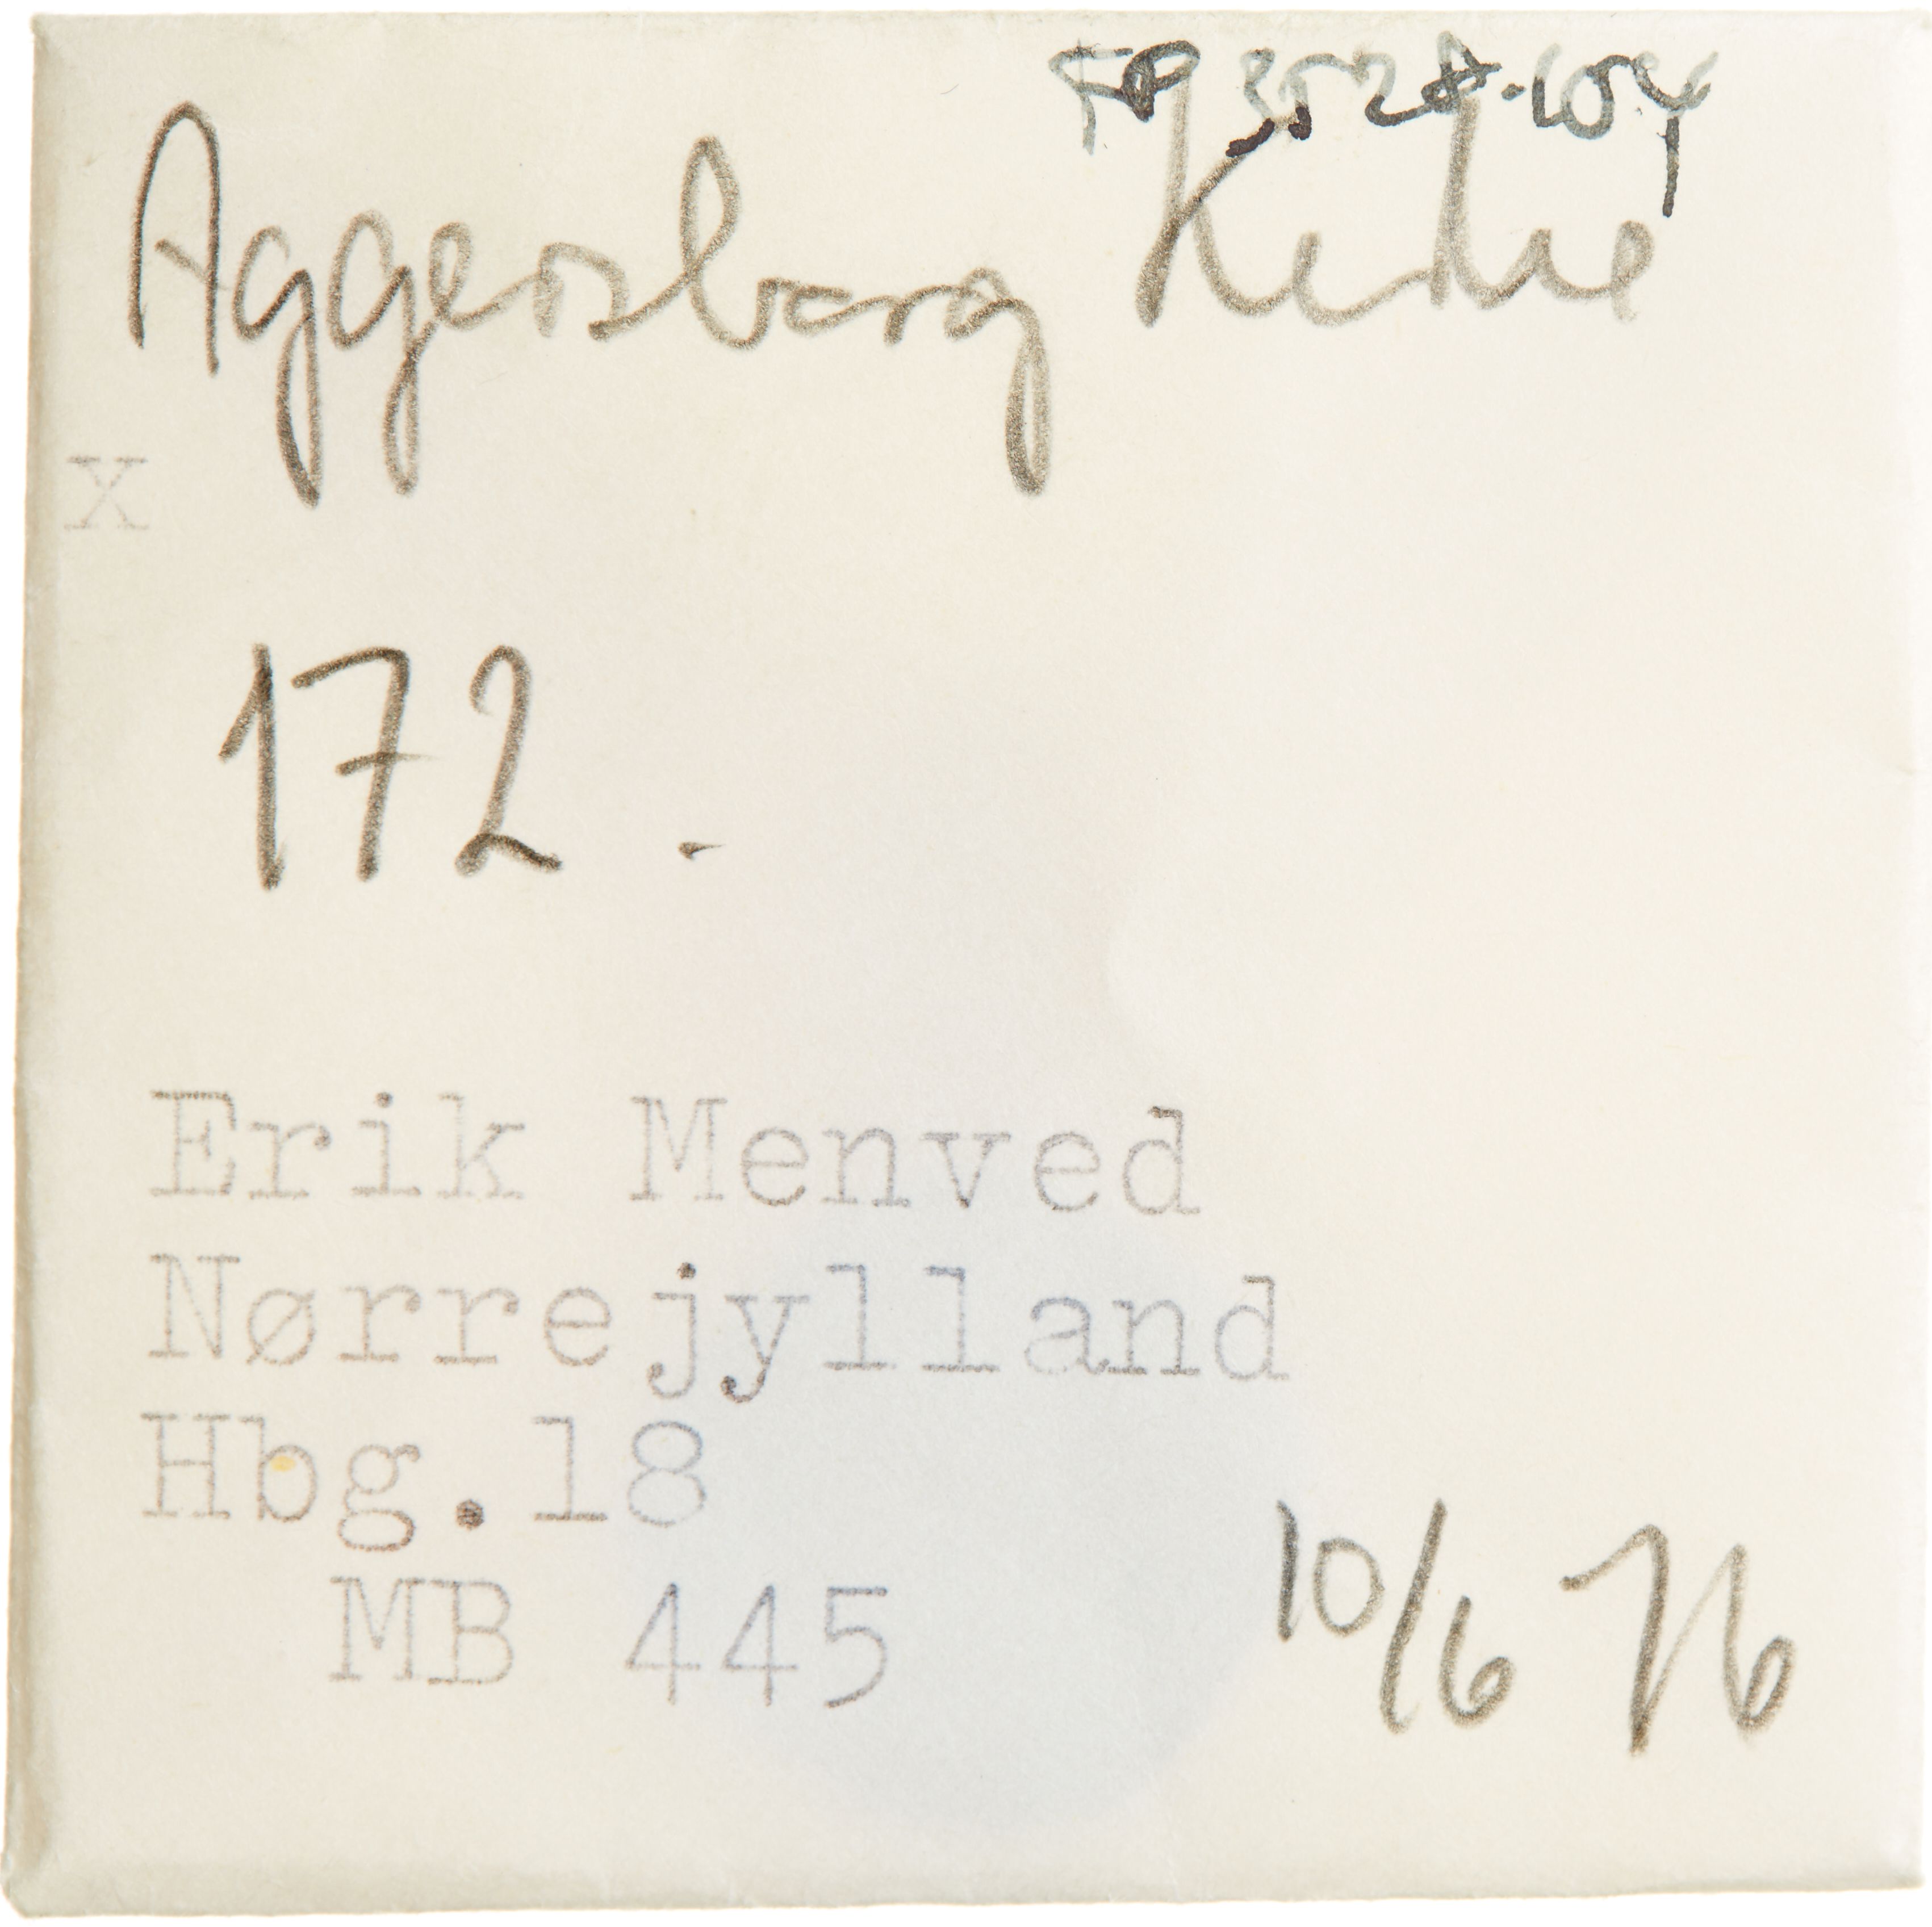 FP 3528.104
Aggersborg Kirke
X
172.
Erik Menved
Nørrejylland
Hbg.18
MB 445
10/6 76